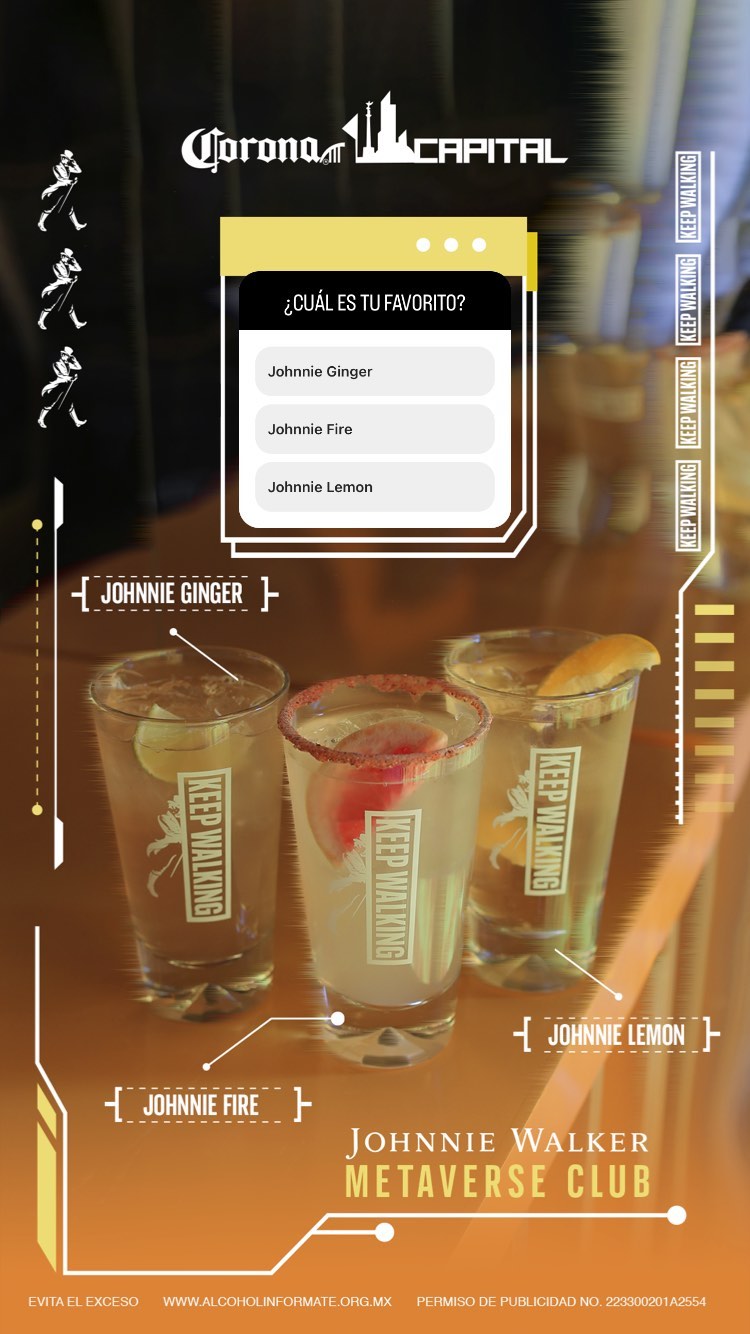 Corona CAPITAL
KEEP WALKING
KEEP WALKING
KEEP WALKING
KEEP WALKING
¿CUÁL ES TU FAVORITO?
Johnnie Ginger
Johnnie Fire
Johnnie Lemon
JOHNNIE GINGER
KEEP WALKING
KEEP WALKING
KEEP WALKING
JOHNNIE LEMON
JOHNNIE FIRE
JOHNNIE WALKER
METAVERSE CLUB
EVITA EL EXCESO WWW.ALCOHOLINFORMATE.ORG.MX PERMISO DE PUBLICIDAD NO. 223300201A2554